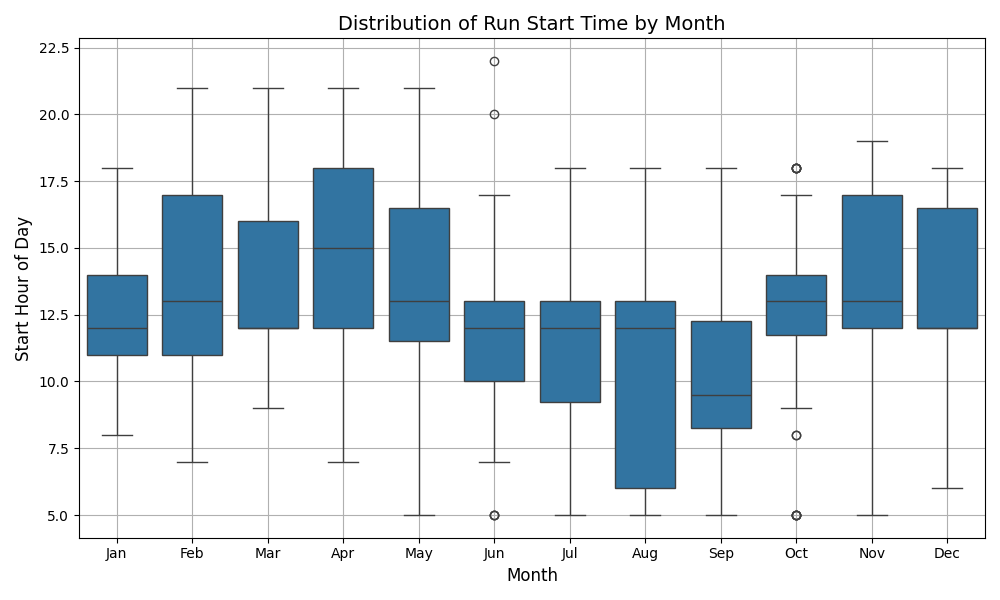 Distribution of Run Start Time by Month
Start Hour of Day
22.5
20.0
17.5
15.0
12.5
10.0
7.5
5.0
Jan Feb Mar Apr May Jun Jul Aug Sep Oct Nov Dec
Month